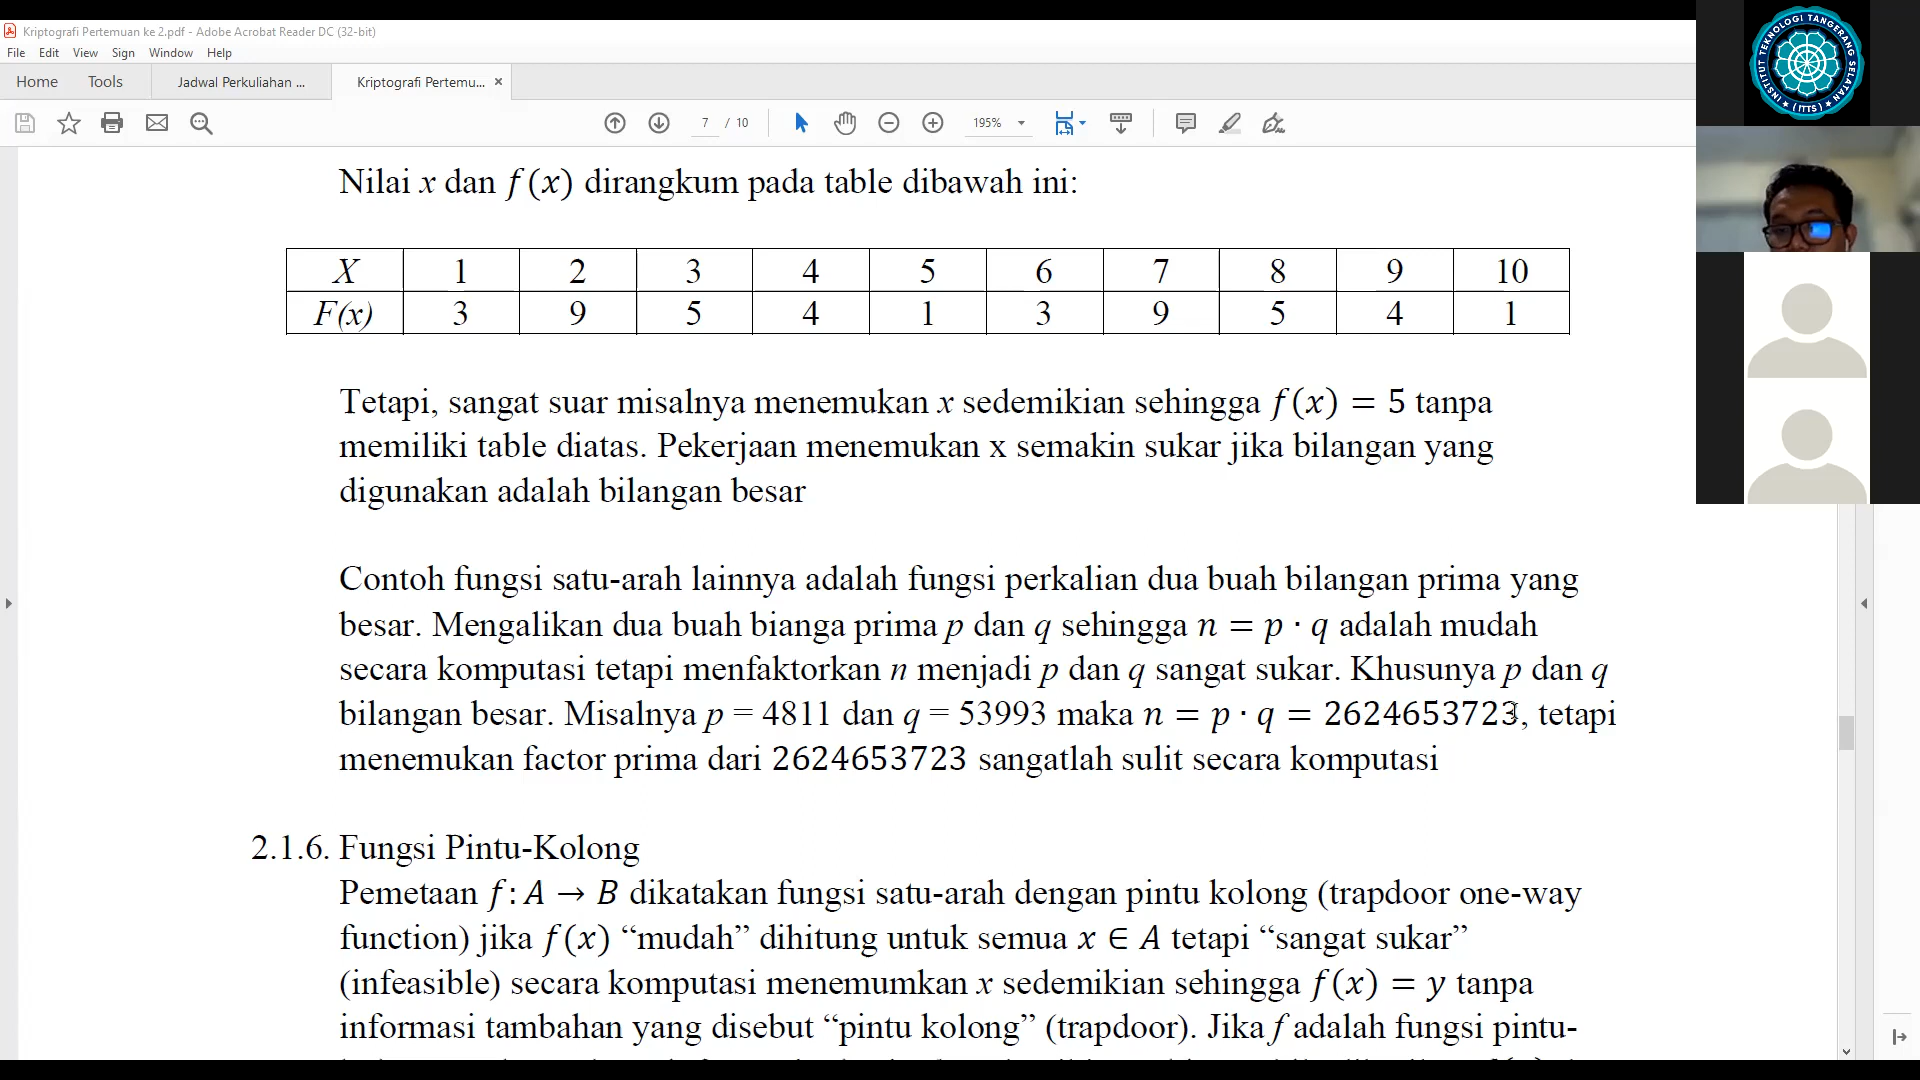 Kriptografi Pertemuan ke 2.pdf - Adobe Acrobat Reader DC (32-bit)
File Edit View Sign Window Help
Home Tools Jadwal Perkuliahan ... Kriptografi Pertemu... ×
7 / 10 195%
Nilai x dan f(x) dirangkum pada table dibawah ini:
X 1 2 3 4 5 6 7 8 9 10
F(x) 3 9 5 4 1 3 9 5 4 1
Tetapi, sangat suar misalnya menemukan x sedemikian sehingga f(x) = 5 tanpa
memiliki table diatas. Pekerjaan menemukan x semakin sukar jika bilangan yang
digunakan adalah bilangan besar
Contoh fungsi satu-arah lainnya adalah fungsi perkalian dua buah bilangan prima yang
besar. Mengalikan dua buah bianga prima p dan q sehingga n = p · q adalah mudah
secara komputasi tetapi menfaktorkan n menjadi p dan q sangat sukar. Khusunya p dan q
bilangan besar. Misalnya p = 4811 dan q = 53993 maka n = p · q = 2624653723, tetapi
menemukan factor prima dari 2624653723 sangatlah sulit secara komputasi
2.1.6. Fungsi Pintu-Kolong
Pemetaan f: A → B dikatakan fungsi satu-arah dengan pintu kolong (trapdoor one-way
function) jika f(x) “mudah” dihitung untuk semua x ∈ A tetapi “sangat sukar”
(infeasible) secara komputasi menemumkan x sedemikian sehingga f(x) = y tanpa
informasi tambahan yang disebut “pintu kolong” (trapdoor). Jika f adalah fungsi pintu-
INSTITUT TEKNOLOGI TANGERANG SELATAN
(ITTS)